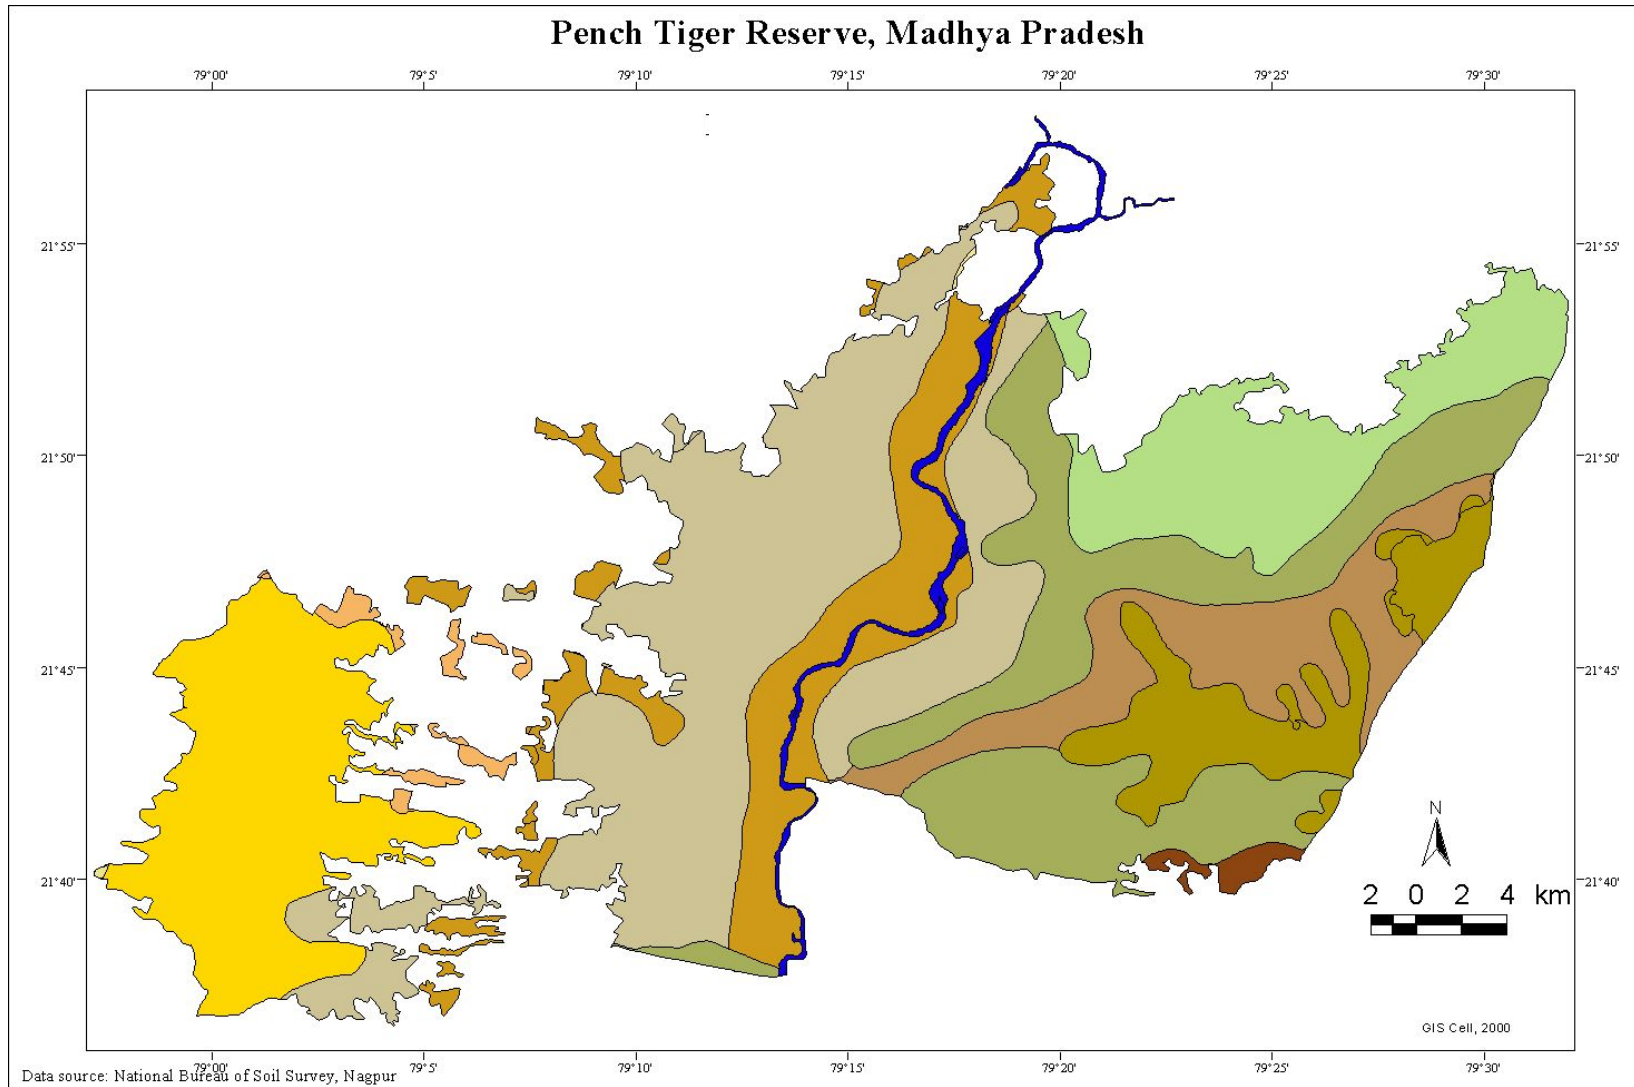 Pench Tiger Reserve, Madhya Pradesh
79°00' 79°5' 79°10' 79°15' 79°20' 79°25' 79°30'
21°55' 21°55'
21°50' 21°50'
21°45' 21°45'
N
21°40' 21°40'
2 0 2 4 km
GIS Cell, 2000
79°00' 79°5' 79°10' 79°15' 79°20' 79°25' 79°30'
Data source: National Bureau of Soil Survey, Nagpur